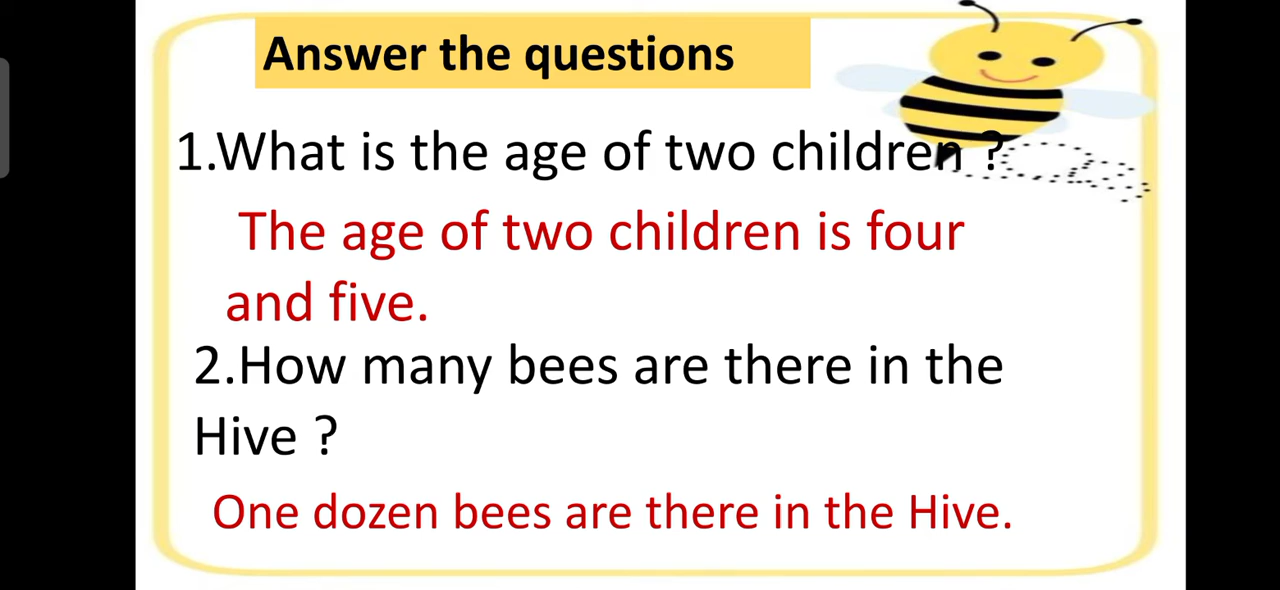 Answer the questions
1.What is the age of two children ?
The age of two children is four
and five.
2.How many bees are there in the
Hive ?
One dozen bees are there in the Hive.